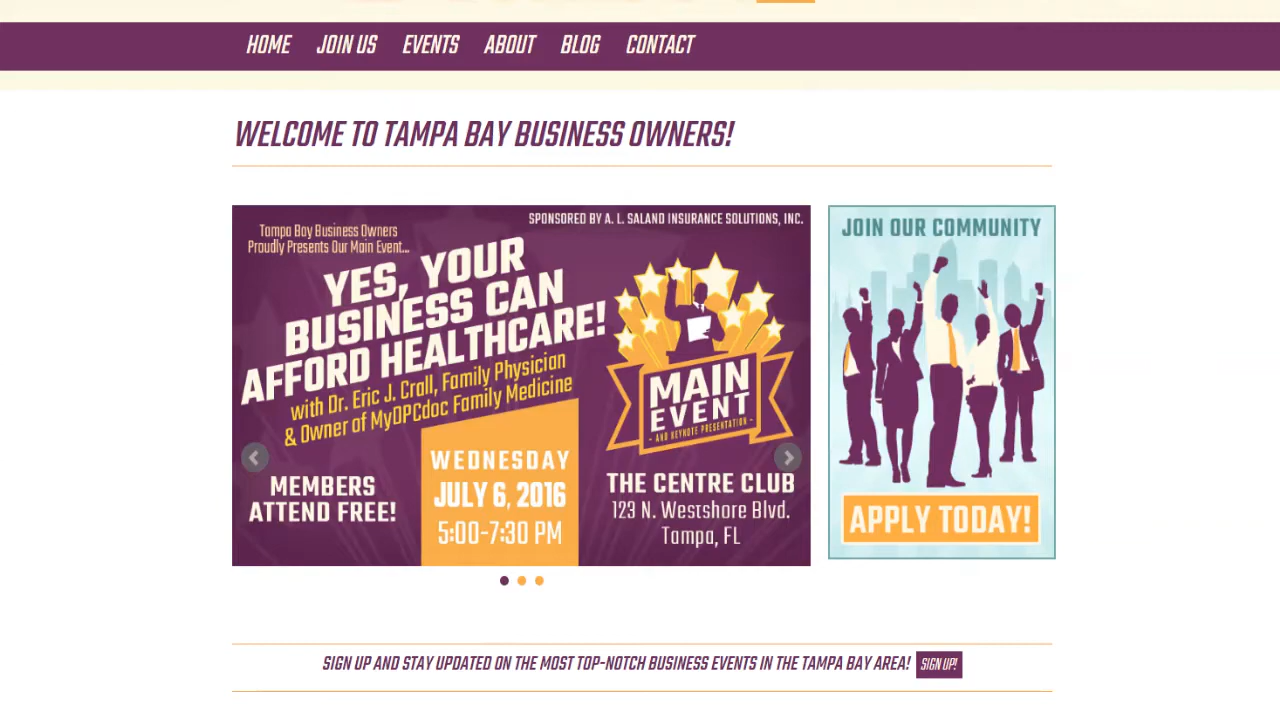 HOME JOIN US EVENTS ABOUT BLOG CONTACT
WELCOME TO TAMPA BAY BUSINESS OWNERS!
SPONSORED BY A. L. SALAND INSURANCE SOLUTIONS, INC.
Tampa Bay Business Owners
Proudly Presents Our Main Event...
YES, YOUR
BUSINESS CAN
AFFORD HEALTHCARE!
with Dr. Eric J. Crall, Family Physician
& Owner of MyDPCdoc Family Medicine
MEMBERS
ATTEND FREE!
WEDNESDAY
JULY 6, 2016
5:00-7:30 PM
MAIN
EVENT
- AND KEYNOTE PRESENTATION -
THE CENTRE CLUB
123 N. Westshore Blvd.
Tampa, FL
JOIN OUR COMMUNITY
APPLY TODAY!
SIGN UP AND STAY UPDATED ON THE MOST TOP-NOTCH BUSINESS EVENTS IN THE TAMPA BAY AREA! SIGN UP!